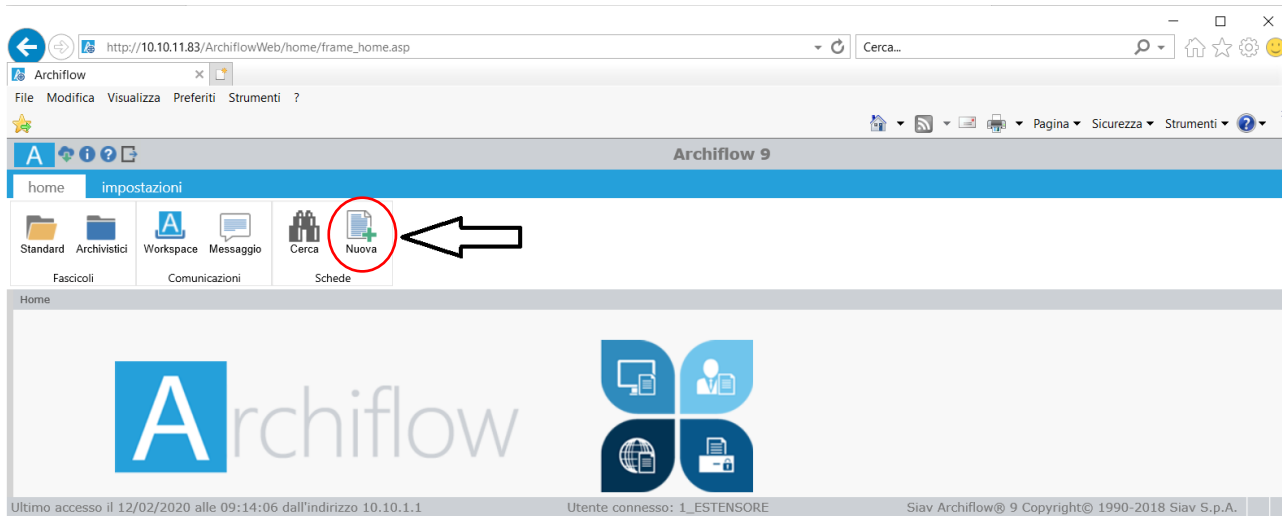 http://10.10.11.83/ArchiflowWeb/home/frame_home.asp
Cerca...
Archiflow
File Modifica Visualizza Preferiti Strumenti ?
Pagina Sicurezza Strumenti
A Archiflow 9
home impostazioni
Standard Archivistici Workspace Messaggio Cerca Nuova
Fascicoli Comunicazioni Schede
Home
Archiflow
Ultimo accesso il 12/02/2020 alle 09:14:06 dall'indirizzo 10.10.1.1 Utente connesso: 1_ESTENSORE Siav Archiflow® 9 Copyright© 1990-2018 Siav S.p.A.